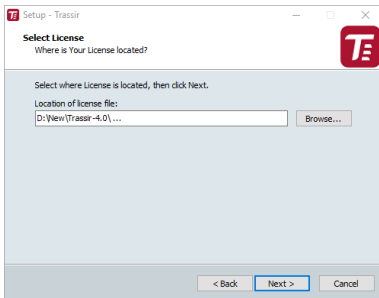 Setup - Trassir
Select License
Where is Your License located?
Select where License is located, then click Next.
Location of license file:
D:\New\Trassir-4.0\ ...
Browse...
< Back
Next >
Cancel